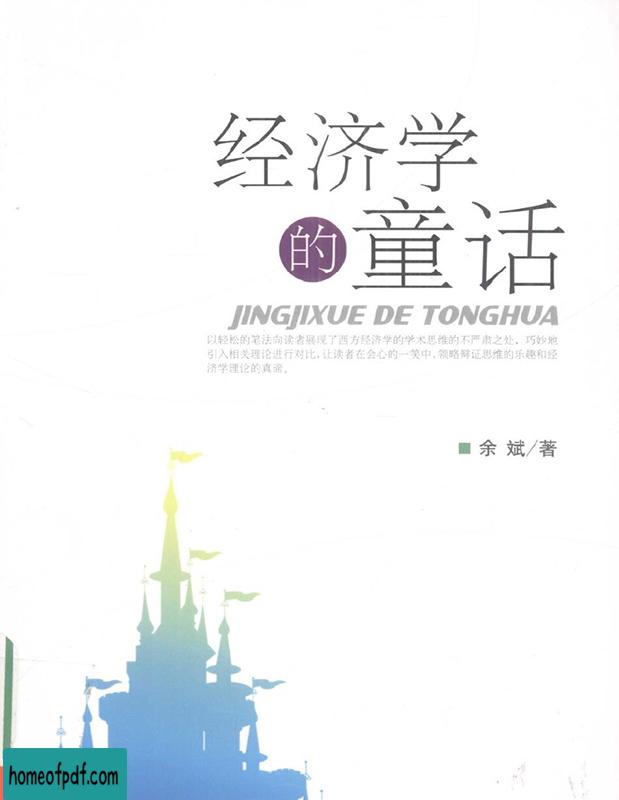 经济学
的童话
JINGJIXUE DE TONGHUA
以轻松的笔法向读者展现了西方经济学的学术思维的不严肃之处，巧妙地
引入相关理论进行对比，让读者在会心的一笑中，领略辩证思维的乐趣和经
济学理论的真谛。
余斌/著
homeofpdf.com